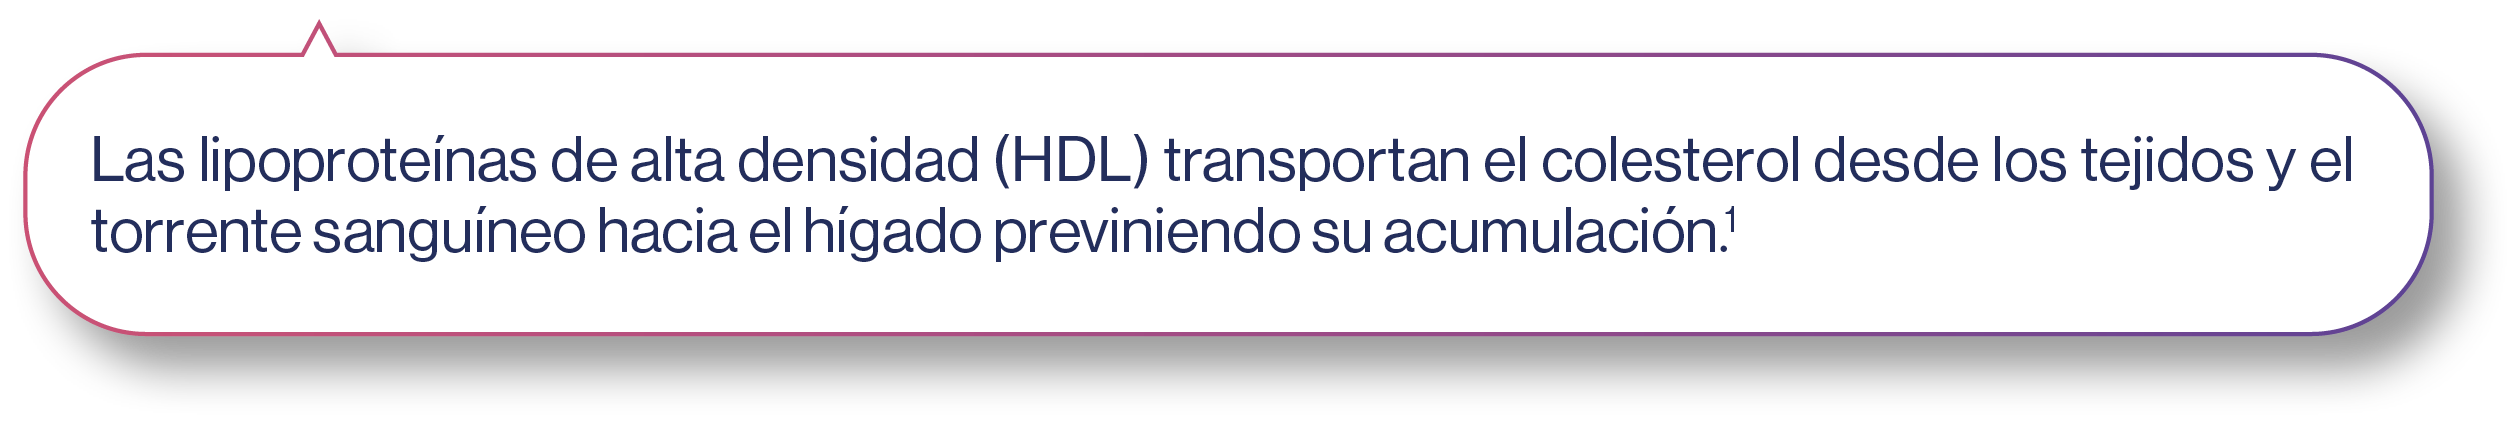 Las lipoproteínas de alta densidad (HDL) transportan el colesterol desde los tejidos y el
torrente sanguíneo hacia el hígado previniendo su acumulación.¹